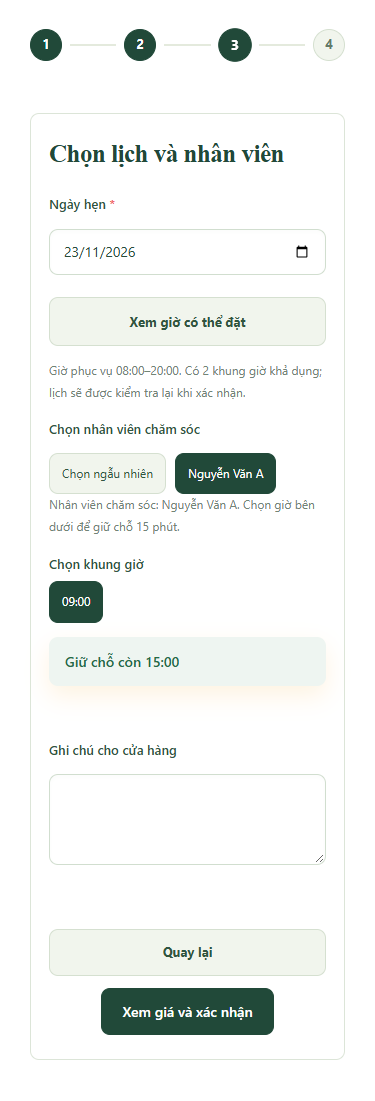 1 2 3 4
Chọn lịch và nhân viên
Ngày hẹn *
23/11/2026
Xem giờ có thể đặt
Giờ phục vụ 08:00–20:00. Có 2 khung giờ khả dụng;
lịch sẽ được kiểm tra lại khi xác nhận.
Chọn nhân viên chăm sóc
Chọn ngẫu nhiên Nguyễn Văn A
Nhân viên chăm sóc: Nguyễn Văn A. Chọn giờ bên
dưới để giữ chỗ 15 phút.
Chọn khung giờ
09:00
Giữ chỗ còn 15:00
Ghi chú cho cửa hàng
Quay lại
Xem giá và xác nhận